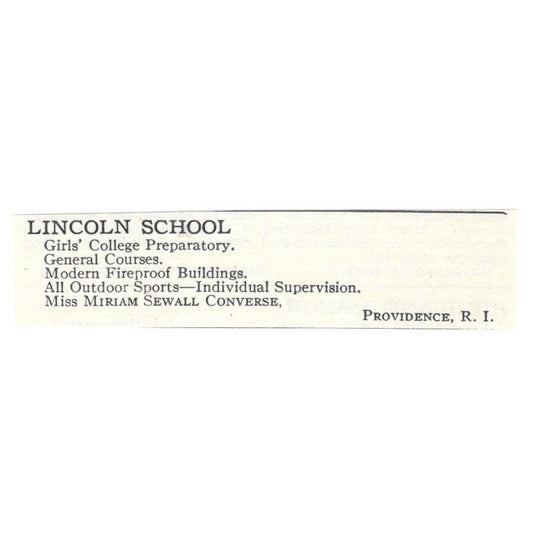 LINCOLN SCHOOL
Girls' College Preparatory.
General Courses.
Modern Fireproof Buildings.
All Outdoor Sports—Individual Supervision.
Miss MIRIAM SEWALL CONVERSE,
PROVIDENCE, R. I.